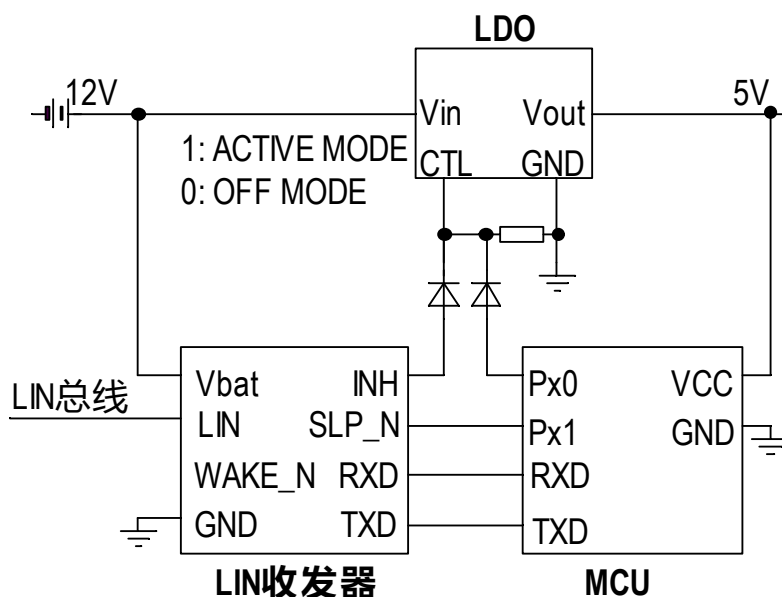 LDO
12V
5V
Vin Vout
1: ACTIVE MODE
CTL GND
0: OFF MODE
Vbat INH
Px0 VCC
LIN总线
LIN SLP_N
Px1 GND
WAKE_N RXD
RXD
GND TXD
TXD
LIN收发器
MCU